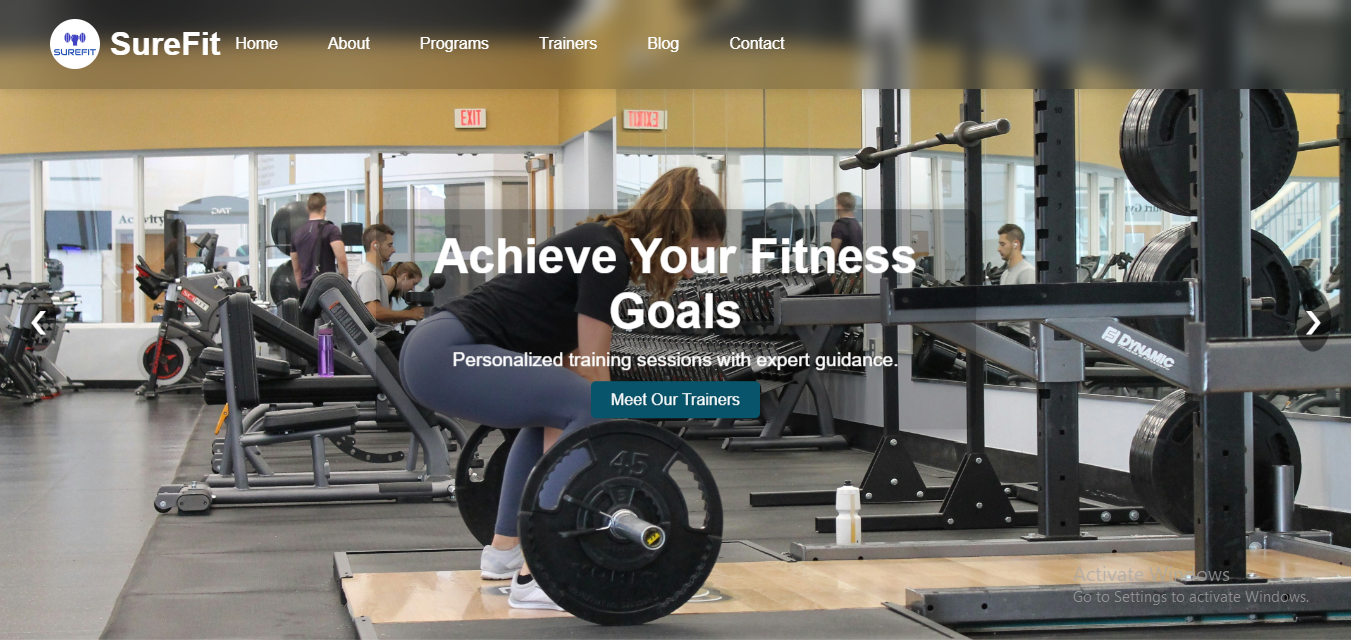 SUREFIT
SureFit
Home
About
Programs
Trainers
Blog
Contact
EXIT
Activity
Achieve Your Fitness
Goals
DYNAMIC
Personalized training sessions with expert guidance.
Meet Our Trainers
45
Activate Windows
Go to Settings to activate Windows.